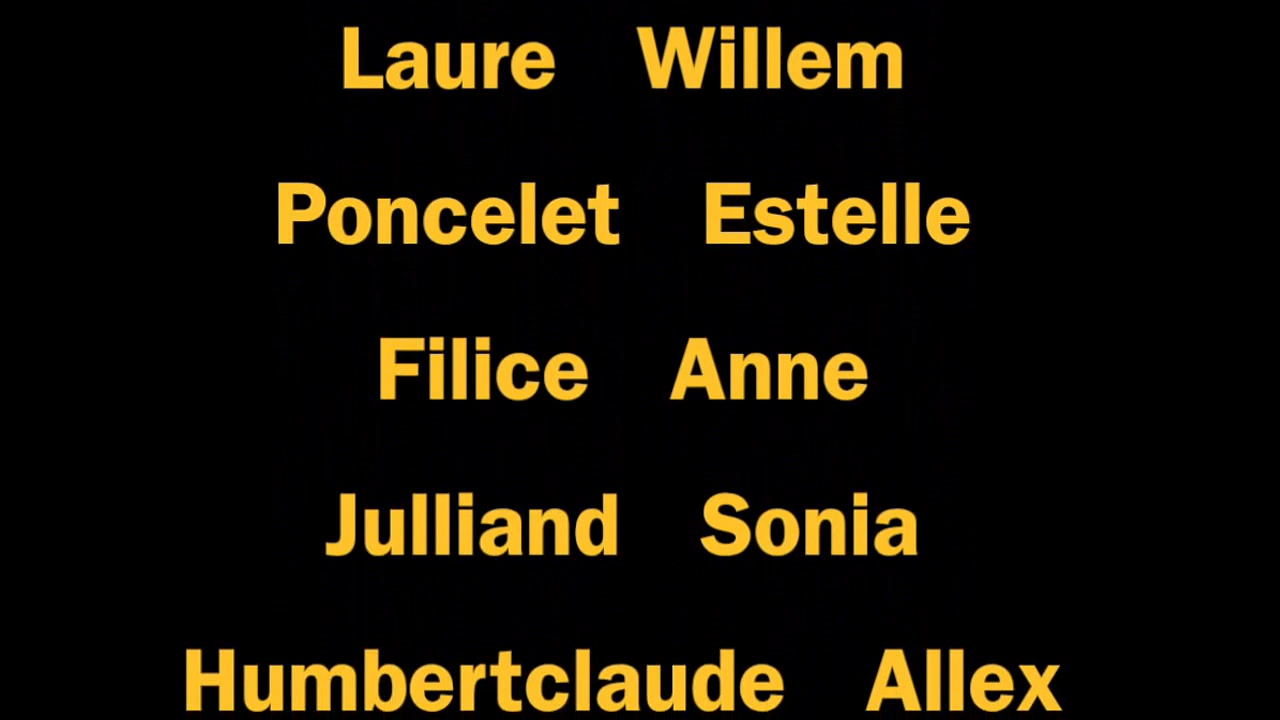 Laure Willem
Poncelet Estelle
Filice Anne
Julliand Sonia
Humbertclaude Allex